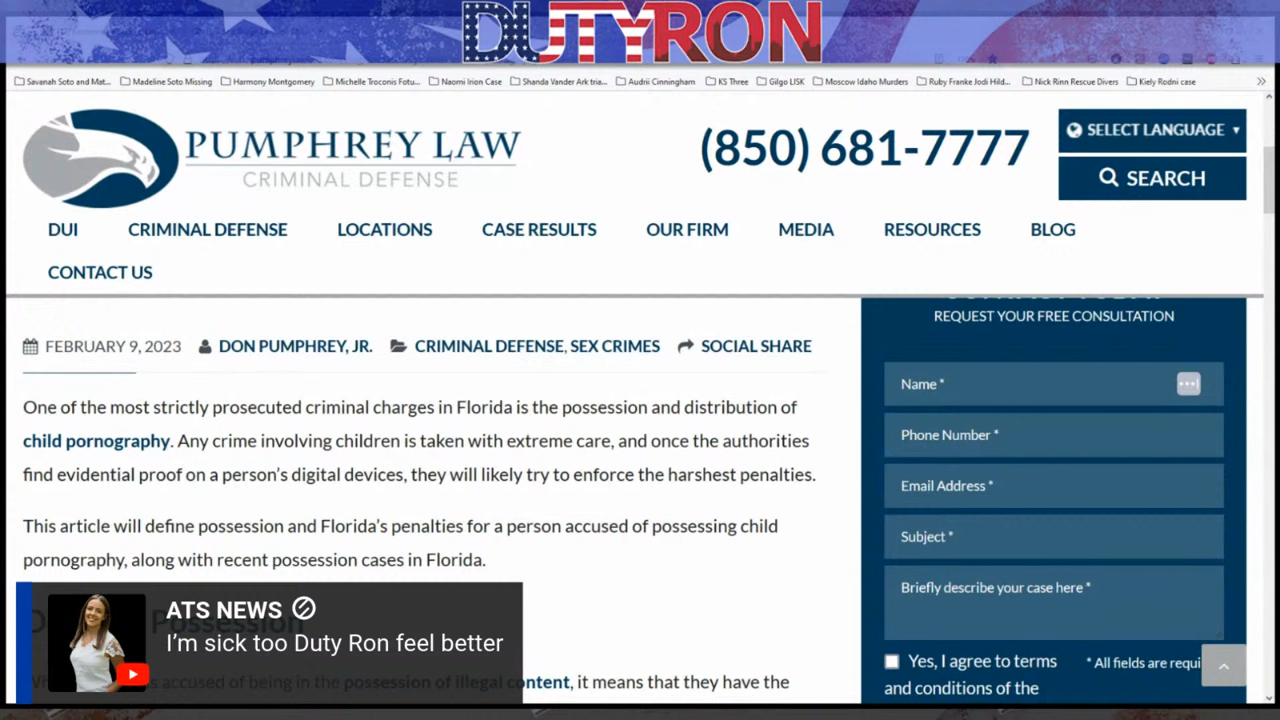 DUTYRON
Savanah Soto and Mat...
Madeline Soto Missing
Harmony Montgomery
Michelle Troconis Fotu...
Naomi Irion Case
Shanda Vander Ark tria...
Audrii Cinningham
KS Three
Gilgo LISK
Moscow Idaho Murders
Ruby Franke Jodi Hild...
Nick Rinn Rescue Divers
Kiely Rodni case
PUMPHREY LAW
CRIMINAL DEFENSE
(850) 681-7777
SELECT LANGUAGE
SEARCH
DUI CRIMINAL DEFENSE LOCATIONS CASE RESULTS OUR FIRM MEDIA RESOURCES BLOG
CONTACT US
FEBRUARY 9, 2023 DON PUMPHREY, JR. CRIMINAL DEFENSE, SEX CRIMES SOCIAL SHARE
One of the most strictly prosecuted criminal charges in Florida is the possession and distribution of
child pornography. Any crime involving children is taken with extreme care, and once the authorities
find evidential proof on a person's digital devices, they will likely try to enforce the harshest penalties.
This article will define possession and Florida's penalties for a person accused of possessing child
pornography, along with recent possession cases in Florida.
Possession
accused of being in the possession of illegal content, it means that they have the
REQUEST YOUR FREE CONSULTATION
Name *
Phone Number *
Email Address *
Subject *
Briefly describe your case here *
Yes, I agree to terms
and conditions of the
* All fields are requi
ATS NEWS
I'm sick too Duty Ron feel better